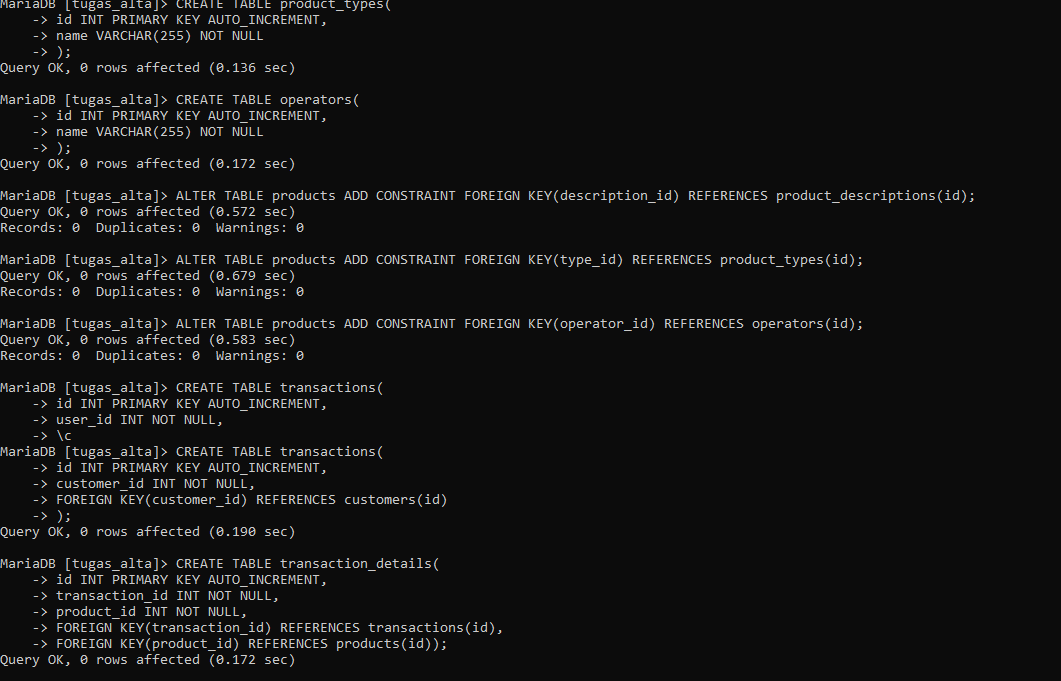 MariaDB [tugas_alta]> CREATE TABLE product_types(
    -> id INT PRIMARY KEY AUTO_INCREMENT,
    -> name VARCHAR(255) NOT NULL
    -> );
Query OK, 0 rows affected (0.136 sec)

MariaDB [tugas_alta]> CREATE TABLE operators(
    -> id INT PRIMARY KEY AUTO_INCREMENT,
    -> name VARCHAR(255) NOT NULL
    -> );
Query OK, 0 rows affected (0.172 sec)

MariaDB [tugas_alta]> ALTER TABLE products ADD CONSTRAINT FOREIGN KEY(description_id) REFERENCES product_descriptions(id);
Query OK, 0 rows affected (0.572 sec)
Records: 0  Duplicates: 0  Warnings: 0

MariaDB [tugas_alta]> ALTER TABLE products ADD CONSTRAINT FOREIGN KEY(type_id) REFERENCES product_types(id);
Query OK, 0 rows affected (0.679 sec)
Records: 0  Duplicates: 0  Warnings: 0

MariaDB [tugas_alta]> ALTER TABLE products ADD CONSTRAINT FOREIGN KEY(operator_id) REFERENCES operators(id);
Query OK, 0 rows affected (0.583 sec)
Records: 0  Duplicates: 0  Warnings: 0

MariaDB [tugas_alta]> CREATE TABLE transactions(
    -> id INT PRIMARY KEY AUTO_INCREMENT,
    -> user_id INT NOT NULL,
    -> \c
MariaDB [tugas_alta]> CREATE TABLE transactions(
    -> id INT PRIMARY KEY AUTO_INCREMENT,
    -> customer_id INT NOT NULL,
    -> FOREIGN KEY(customer_id) REFERENCES customers(id)
    -> );
Query OK, 0 rows affected (0.190 sec)

MariaDB [tugas_alta]> CREATE TABLE transaction_details(
    -> id INT PRIMARY KEY AUTO_INCREMENT,
    -> transaction_id INT NOT NULL,
    -> product_id INT NOT NULL,
    -> FOREIGN KEY(transaction_id) REFERENCES transactions(id),
    -> FOREIGN KEY(product_id) REFERENCES products(id));
Query OK, 0 rows affected (0.172 sec)